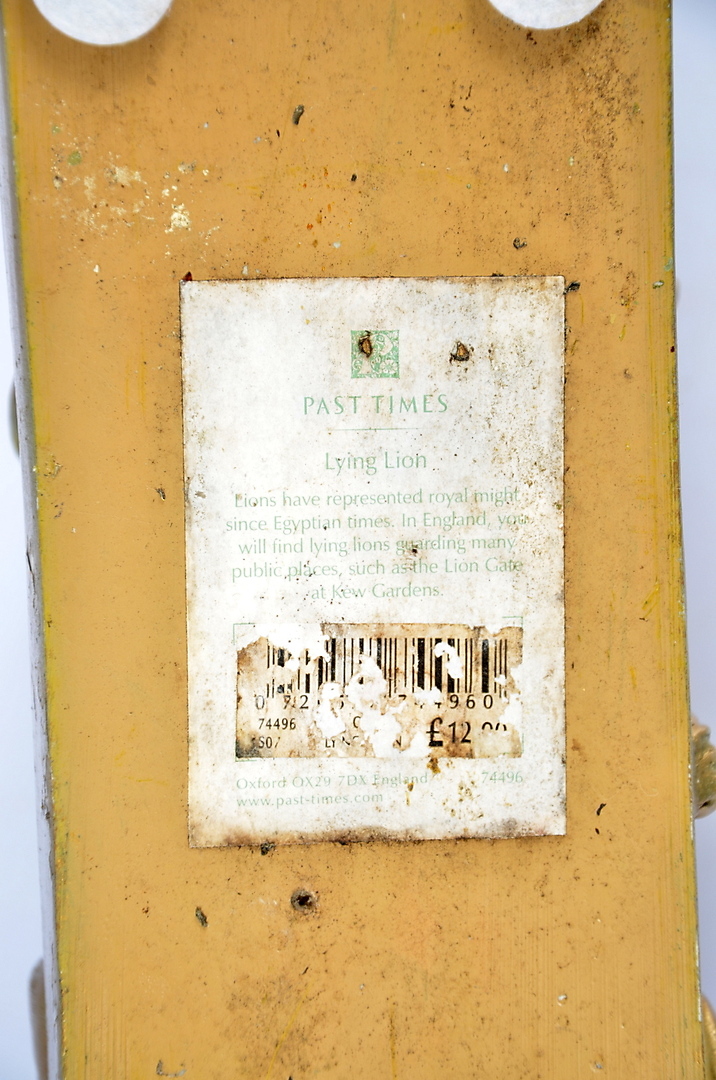 PAST TIMES
Lying Lion
Lions have represented royal might
since Egyptian times. In England, you
will find lying lions guarding many
public places, such as the Lion Gate
at Kew Gardens.
4960
74496
£12
Oxford OX29 7DX England 74496
www.past-times.com